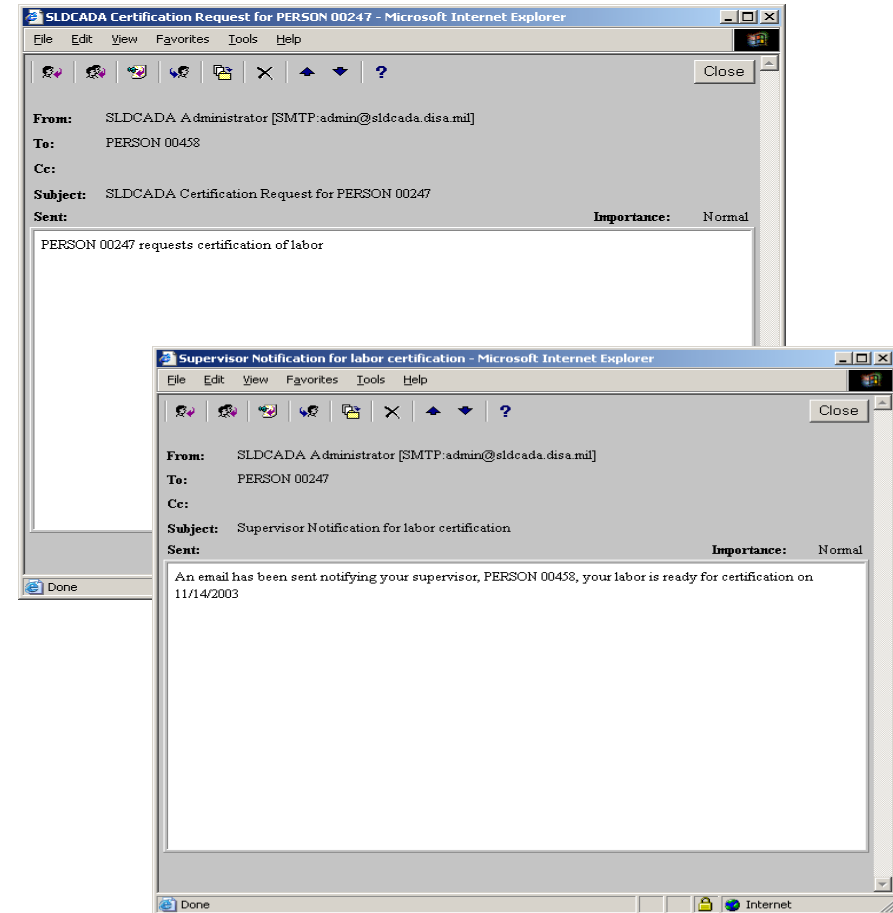 SLDCADA Certification Request for PERSON 00247 - Microsoft Internet Explorer
File Edit View Favorites Tools Help
? Close
From: SLDCADA Administrator [SMTP:admin@sldcada.disa.mil]
To: PERSON 00458
Cc:
Subject: SLDCADA Certification Request for PERSON 00247
Sent: Importance: Normal
PERSON 00247 requests certification of labor
Done
Supervisor Notification for labor certification - Microsoft Internet Explorer
File Edit View Favorites Tools Help
? Close
From: SLDCADA Administrator [SMTP:admin@sldcada.disa.mil]
To: PERSON 00247
Cc:
Subject: Supervisor Notification for labor certification
Sent: Importance: Normal
An email has been sent notifying your supervisor, PERSON 00458, your labor is ready for certification on
11/14/2003
Done Internet